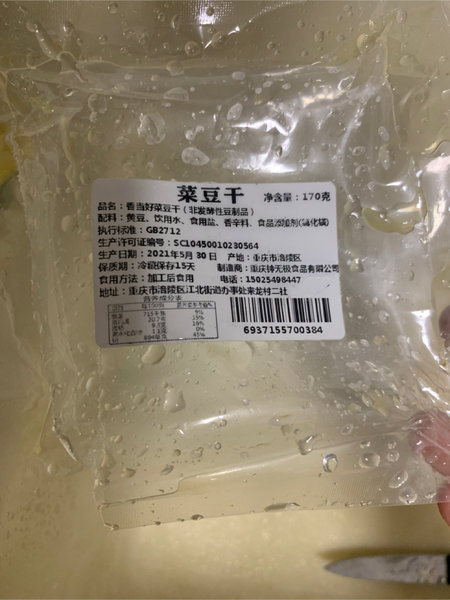 菜豆干
净含量：170克
品名：香当好菜豆干（非发酵性豆制品）
配料：黄豆、饮用水、食用盐、香辛料、食品添加剂(氯化镁)
执行标准：GB2712
生产许可证编号：SC10450010230564
生产日期：2021年5月30日 产地：重庆市涪陵区
保质期：冷藏保存15天 制造商：重庆钟无极食品有限公司
食用方法：加工后食用 电话：15025498447
地址：重庆市涪陵区江北街道办事处来龙村二社
营养成分表
6937155700384